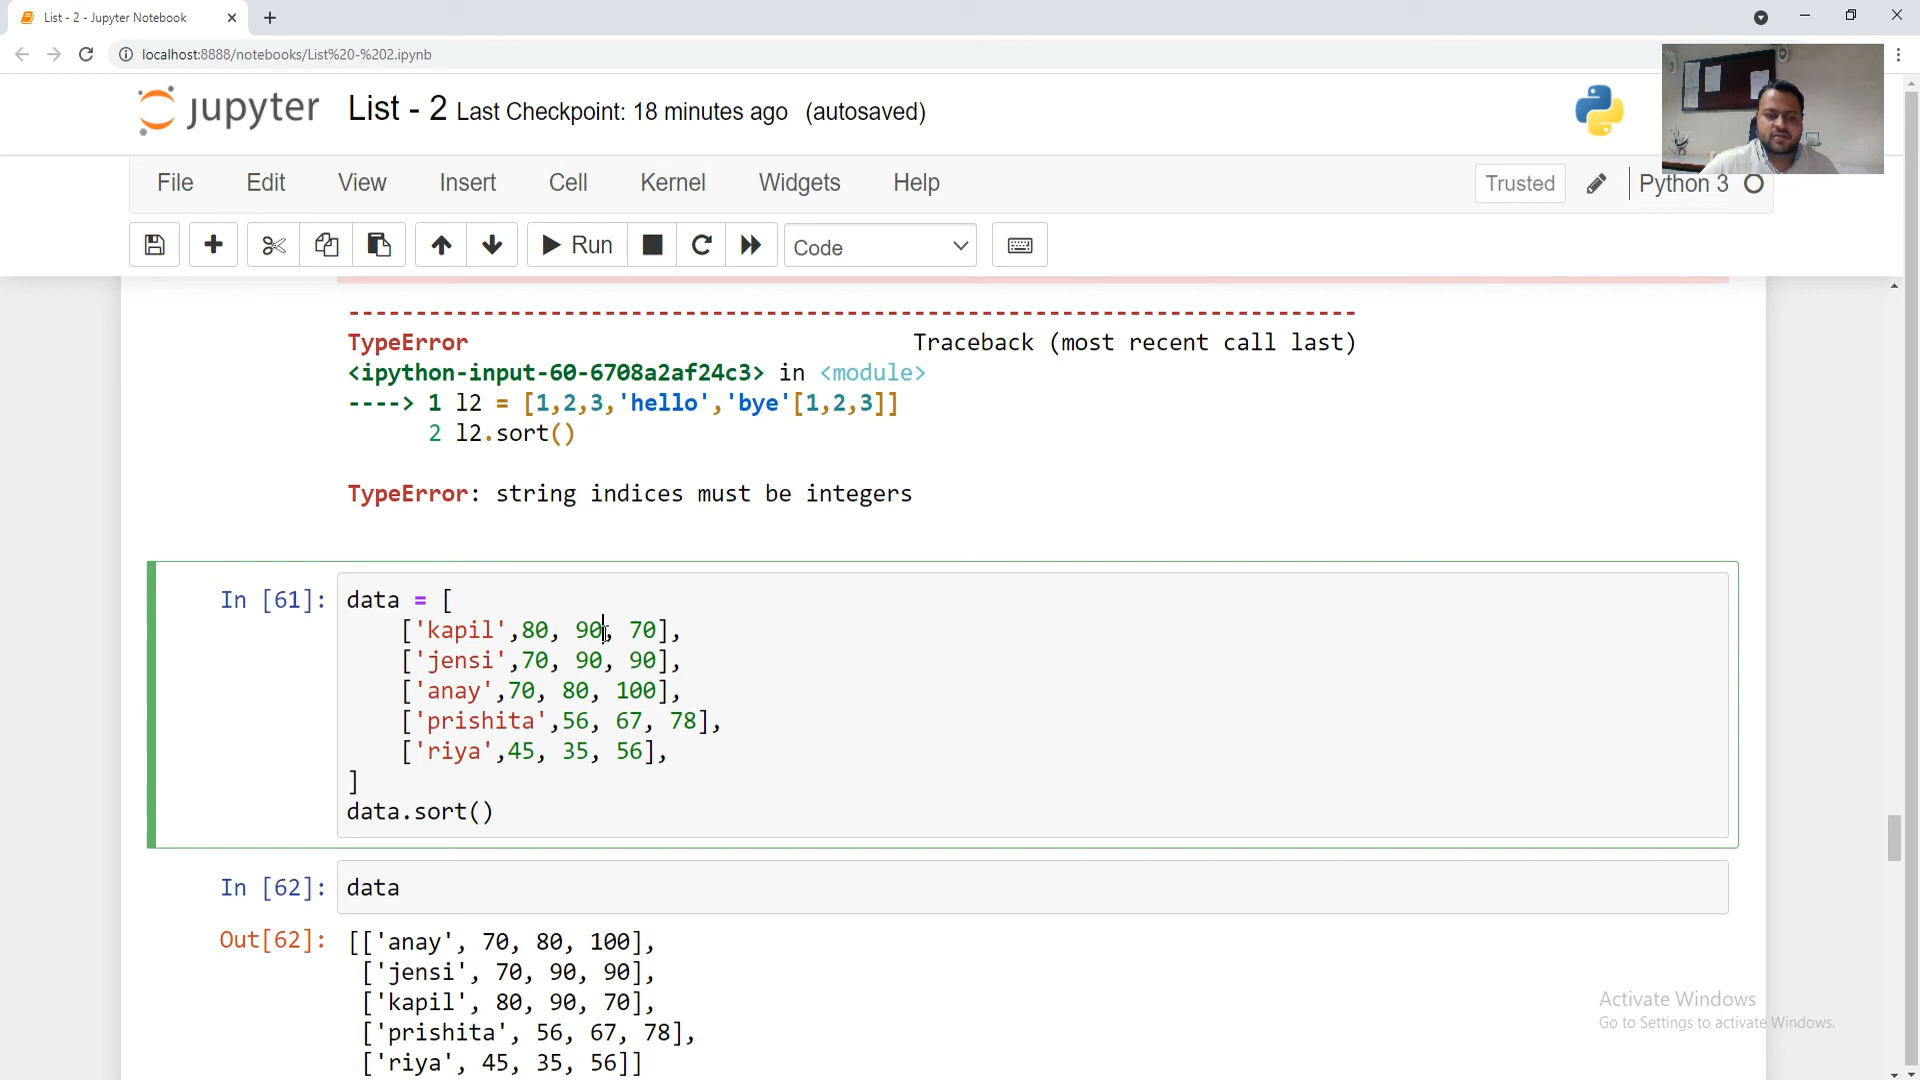 List - 2 - Jupyter Notebook
localhost:8888/notebooks/List%20-%202.ipynb
jupyter List - 2 Last Checkpoint: 18 minutes ago (autosaved)
File Edit View Insert Cell Kernel Widgets Help Trusted Python 3
Run Code
---------------------------------------------------------------------------
TypeError Traceback (most recent call last)
<ipython-input-60-6708a2af24c3> in <module>
----> 1 l2 = [1,2,3,'hello','bye'[1,2,3]]
2 l2.sort()
TypeError: string indices must be integers
In [61]: data = [
['kapil',80, 90, 70],
['jensi',70, 90, 90],
['anay',70, 80, 100],
['prishita',56, 67, 78],
['riya',45, 35, 56],
]
data.sort()
In [62]: data
Out[62]: [['anay', 70, 80, 100],
['jensi', 70, 90, 90],
['kapil', 80, 90, 70],
['prishita', 56, 67, 78],
['riya', 45, 35, 56]]
Activate Windows
Go to Settings to activate Windows.